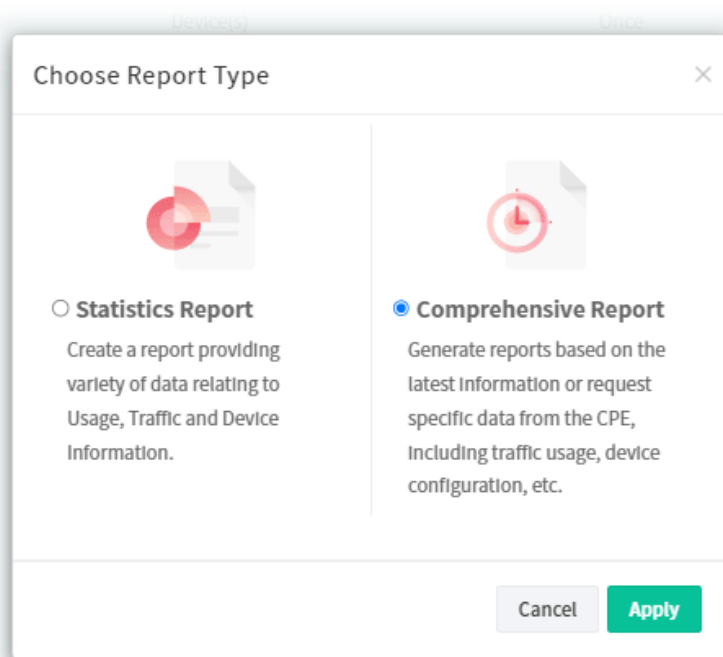 Device(s) Once
Choose Report Type
Statistics Report
Create a report providing
variety of data relating to
Usage, Traffic and Device
Information.
Comprehensive Report
Generate reports based on the
latest information or request
specific data from the CPE,
including traffic usage, device
configuration, etc.
Cancel Apply